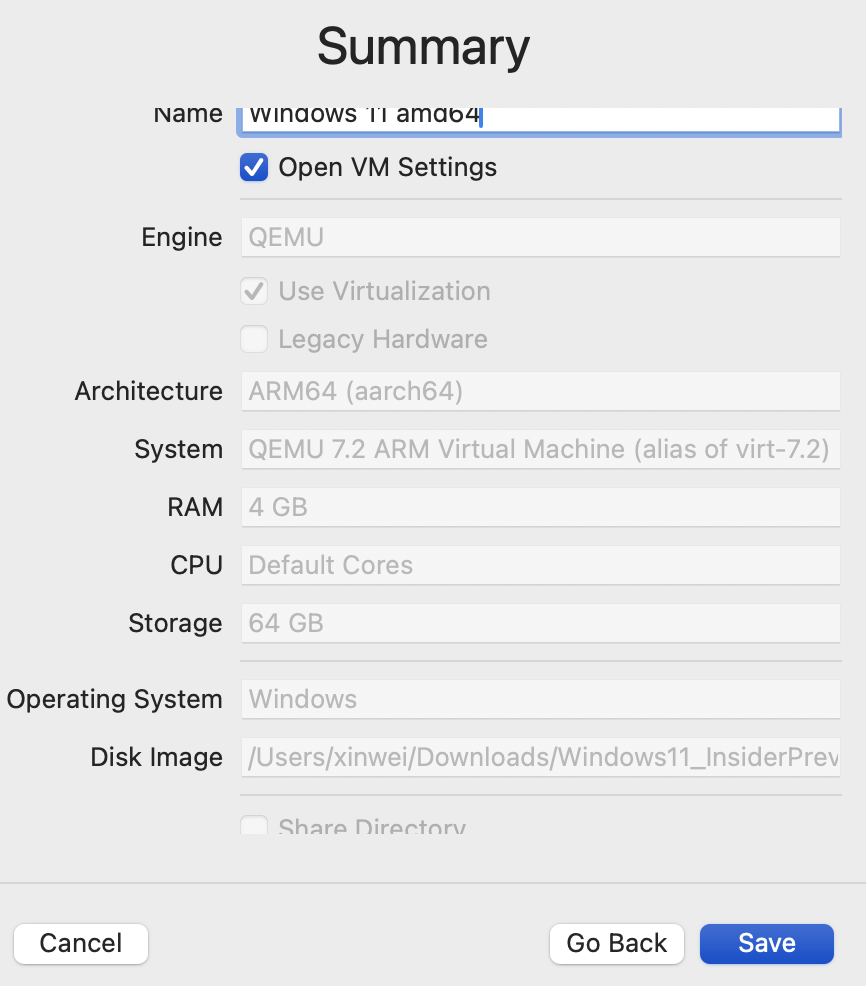 Summary
Name Windows 11 amd64
Open VM Settings
Engine QEMU
Use Virtualization
Legacy Hardware
Architecture ARM64 (aarch64)
System QEMU 7.2 ARM Virtual Machine (alias of virt-7.2)
RAM 4 GB
CPU Default Cores
Storage 64 GB
Operating System Windows
Disk Image /Users/xinwei/Downloads/Windows11_InsiderPrev
Share Directory
Cancel Go Back Save